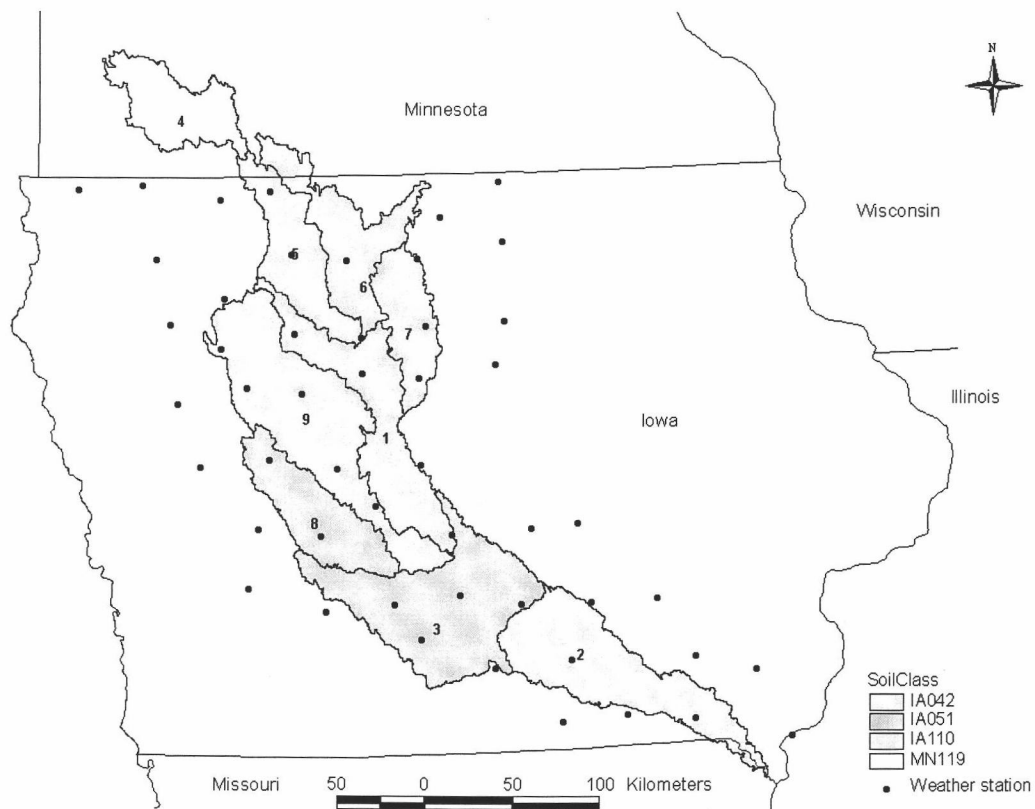 N
Minnesota
4
Wisconsin
5
6
7
Illinois
9
1
Iowa
8
3
2
SoilClass
IA042
IA051
IA110
MN119
Weather station
Missouri 50 0 50 100 Kilometers